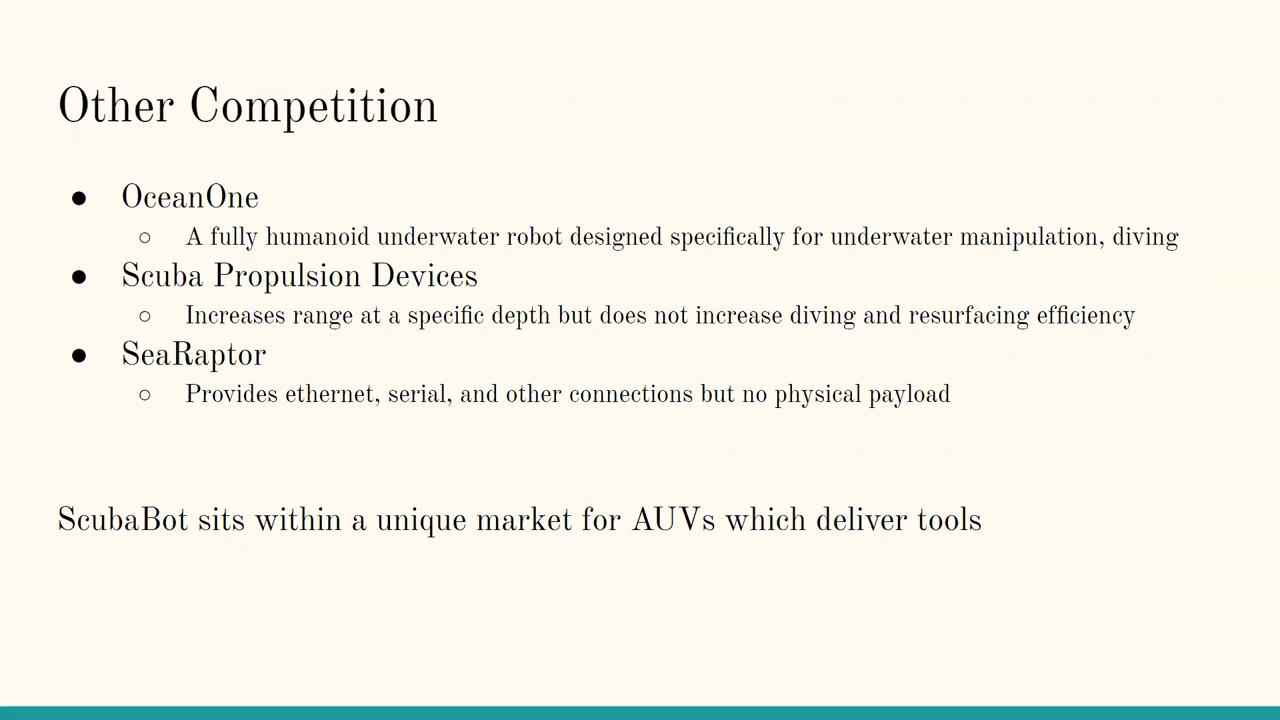 Other Competition
● OceanOne
○ A fully humanoid underwater robot designed specifically for underwater manipulation, diving
● Scuba Propulsion Devices
○ Increases range at a specific depth but does not increase diving and resurfacing efficiency
● SeaRaptor
○ Provides ethernet, serial, and other connections but no physical payload
ScubaBot sits within a unique market for AUVs which deliver tools